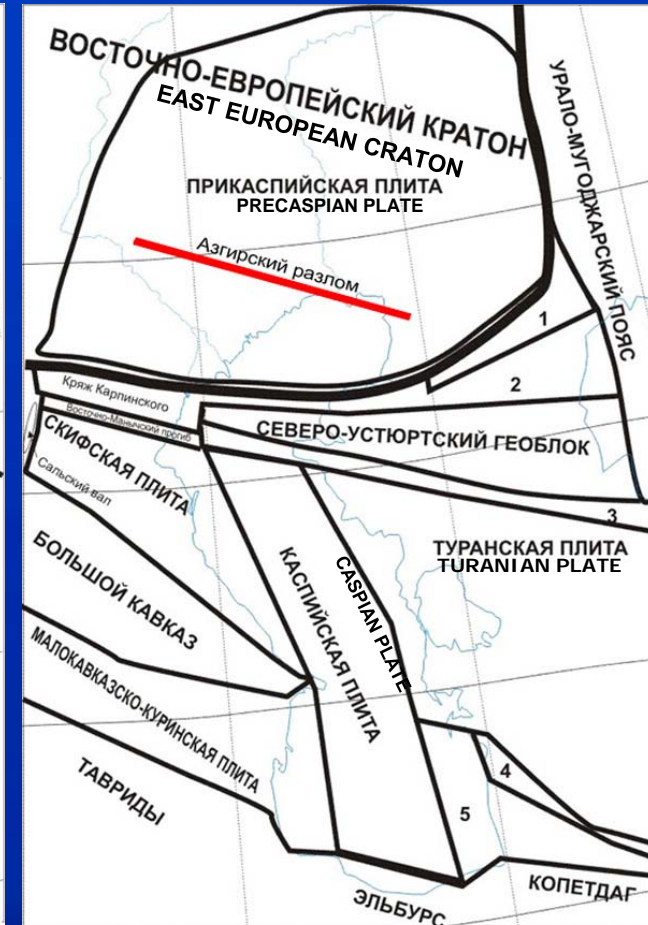 ВОСТОЧНО-ЕВРОПЕЙСКИЙ КРАТОН
EAST EUROPEAN CRATON
УРАЛО-МУГОДЖАРСКИЙ ПОЯС
ПРИКАСПИЙСКАЯ ПЛИТА
PRECASPIAN PLATE
Азгирский разлом
1
2
Кряж Карпинского
Восточно-Манычский прогиб
СЕВЕРО-УСТЮРТСКИЙ ГЕОБЛОК
СКИФСКАЯ ПЛИТА
Сальский вал
3
ТУРАНСКАЯ ПЛИТА
TURANIAN PLATE
БОЛЬШОЙ КАВКАЗ
КАСПИЙСКАЯ ПЛИТА
CASPIAN PLATE
МАЛОКАВКАЗСКО-КУРИНСКАЯ ПЛИТА
ТАВРИДЫ
4
5
ЭЛЬБУРС
КОПЕТДАГ